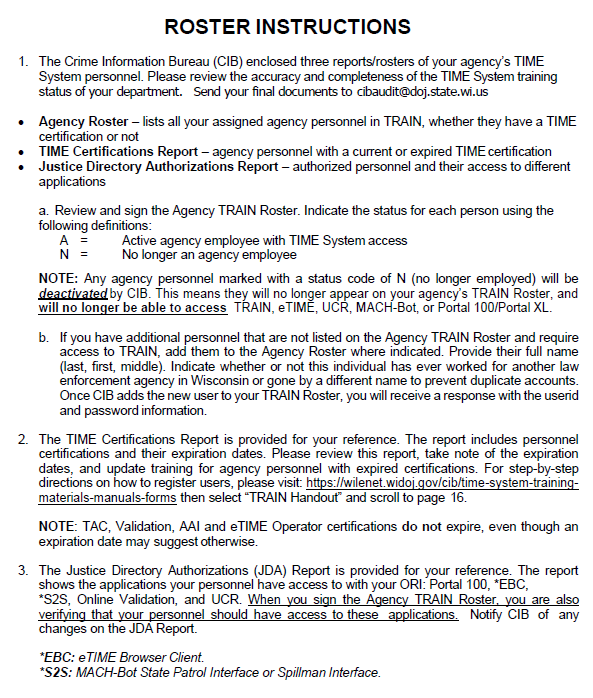 ROSTER INSTRUCTIONS
1. The Crime Information Bureau (CIB) enclosed three reports/rosters of your agency's TIME
System personnel. Please review the accuracy and completeness of the TIME System training
status of your department. Send your final documents to cibaudit@doj.state.wi.us
• Agency Roster – lists all your assigned agency personnel in TRAIN, whether they have a TIME
certification or not
• TIME Certifications Report – agency personnel with a current or expired TIME certification
• Justice Directory Authorizations Report – authorized personnel and their access to different
applications
a. Review and sign the Agency TRAIN Roster. Indicate the status for each person using the
following definitions:
A = Active agency employee with TIME System access
N = No longer an agency employee
NOTE: Any agency personnel marked with a status code of N (no longer employed) will be
deactivated by CIB. This means they will no longer appear on your agency's TRAIN Roster, and
will no longer be able to access TRAIN, eTIME, UCR, MACH-Bot, or Portal 100/Portal XL.
b. If you have additional personnel that are not listed on the Agency TRAIN Roster and require
access to TRAIN, add them to the Agency Roster where indicated. Provide their full name
(last, first, middle). Indicate whether or not this individual has ever worked for another law
enforcement agency in Wisconsin or gone by a different name to prevent duplicate accounts.
Once CIB adds the new user to your TRAIN Roster, you will receive a response with the userid
and password information.
2. The TIME Certifications Report is provided for your reference. The report includes personnel
certifications and their expiration dates. Please review this report, take note of the expiration
dates, and update training for agency personnel with expired certifications. For step-by-step
directions on how to register users, please visit: https://wilenet.widoj.gov/cib/time-system-training-
materials-manuals-forms then select "TRAIN Handout" and scroll to page 16.
NOTE: TAC, Validation, AAI and eTIME Operator certifications do not expire, even though an
expiration date may suggest otherwise.
3. The Justice Directory Authorizations (JDA) Report is provided for your reference. The report
shows the applications your personnel have access to with your ORI: Portal 100, *EBC,
*S2S, Online Validation, and UCR. When you sign the Agency TRAIN Roster, you are also
verifying that your personnel should have access to these applications. Notify CIB of any
changes on the JDA Report.
*EBC: eTIME Browser Client.
*S2S: MACH-Bot State Patrol Interface or Spillman Interface.